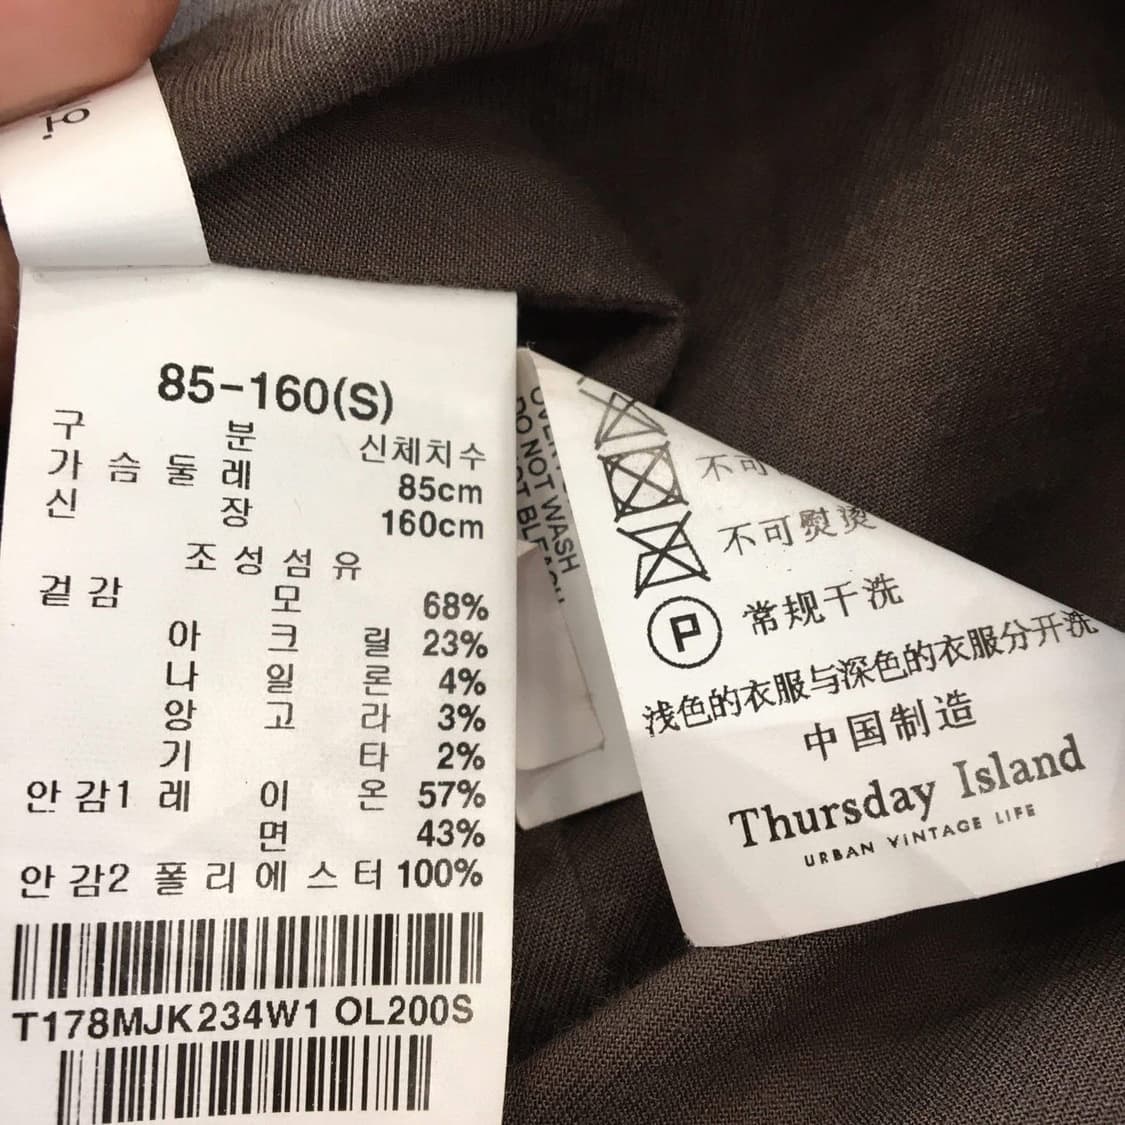 85-160(S)
구 분 신체치수
가 슴 둘 레 85cm
신 장 160cm
조 성 섬 유
겉 감 모 68%
아 크 릴 23%
나 일 론 4%
앙 고 라 3%
기 타 2%
안 감1 레 이 온 57%
면 43%
안 감2 폴 리 에 스 터 100%
T178MJK234W1 OL200S
DO NOT WASH
不可
不可熨烫
P 常规干洗
浅色的衣服与深色的衣服分开洗
中国制造
Thursday Island
URBAN VINTAGE LIFE